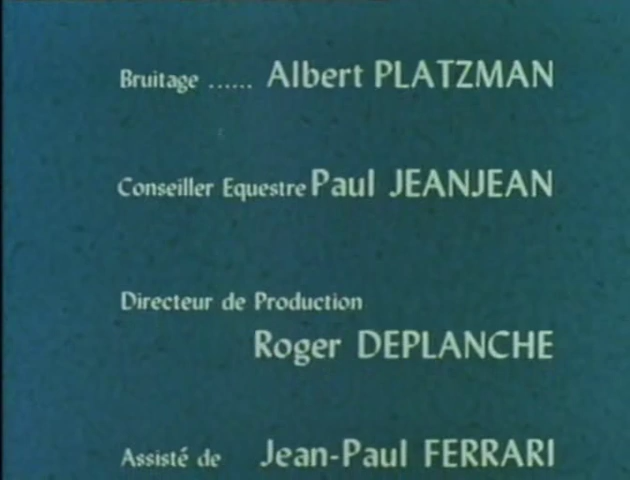 Bruitage ...... Albert PLATZMAN
Conseiller Equestre Paul JEANJEAN
Directeur de Production
Roger DEPLANCHE
Assisté de Jean-Paul FERRARI